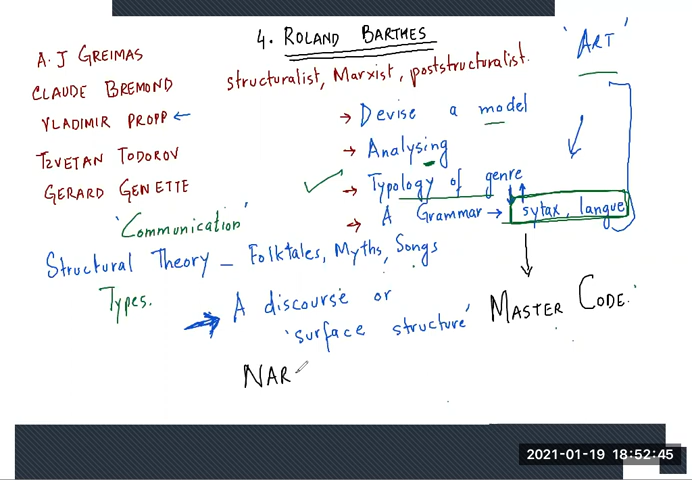 4. ROLAND BARTHES
'ART'
structuralist, Marxist, poststructuralist.
A. J GREIMAS
CLAUDE BREMOND
VLADIMIR PROPP ←
TZVETAN TODOROV
GERARD GENETTE
→ Devise a model
→ Analysing
→ Typology of genre
→ A Grammar → sytax, langue
'Communication'
Structural Theory – Folktales, Myths, Songs
Types.
→ A discourse or
'surface structure'
MASTER CODE.
NAR
2021-01-19 18:52:45